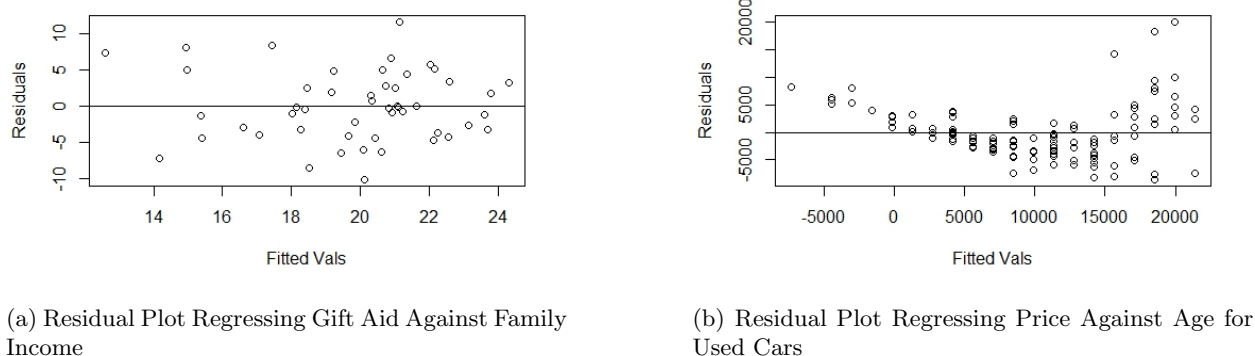 10
5
0
-5
-10
Residuals
14 16 18 20 22 24
Fitted Vals
20000
5000
-5000
Residuals
-5000 0 5000 10000 15000 20000
Fitted Vals
(a) Residual Plot Regressing Gift Aid Against Family
Income
(b) Residual Plot Regressing Price Against Age for
Used Cars